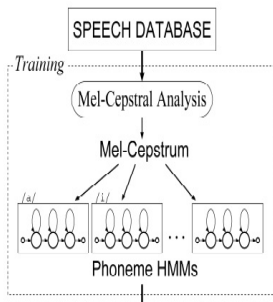 SPEECH DATABASE
Training
Mel-Cepstral Analysis
Mel-Cepstrum
/a/ /i/
...
Phoneme HMMs